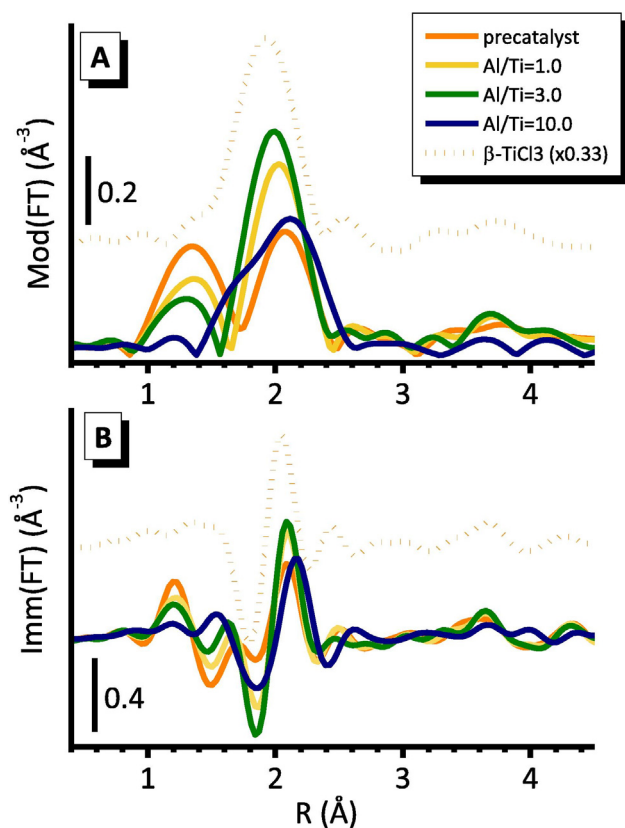 A
precatalyst
Al/Ti=1.0
Al/Ti=3.0
Al/Ti=10.0
β-TiCl3 (x0.33)
0.2
Mod(FT) (Å⁻³)
1 2 3 4
B
0.4
Imm(FT) (Å⁻³)
1 2 3 4
R (Å)